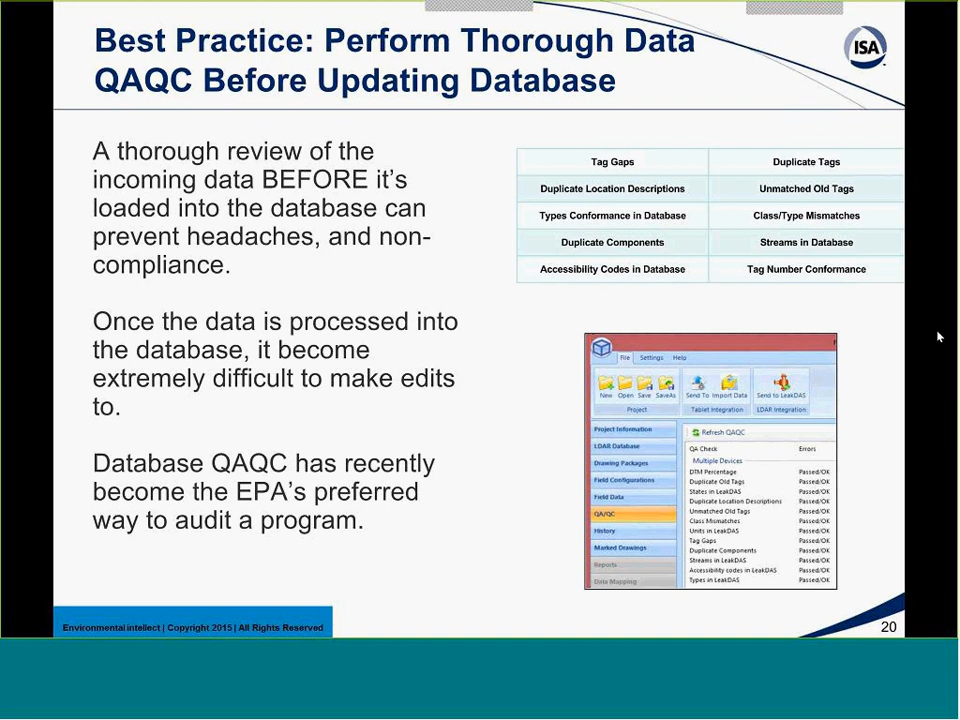 Best Practice: Perform Thorough Data
QAQC Before Updating Database
ISA
A thorough review of the
incoming data BEFORE it's
loaded into the database can
prevent headaches, and non-
compliance.
Once the data is processed into
the database, it become
extremely difficult to make edits
to.
Database QAQC has recently
become the EPA's preferred
way to audit a program.
Tag Gaps Duplicate Tags
Duplicate Location Descriptions Unmatched Old Tags
Types Conformance in Database Class/Type Mismatches
Duplicate Components Streams in Database
Accessibility Codes in Database Tag Number Conformance
File Settings Help
New Open Save SaveAs Send To Import Data Send to LeakDAS
Project Tablet Integration LDAR Integration
Project Information
LDAR Database
Drawing Packages
Field Configurations
Field Data
QA/QC
History
Marked Drawings
Reports
Data Mapping
Refresh QAQC
QA Check Errors
Multiple Devices
DTM Percentage Passed/OK
Duplicate Old Tags Passed/OK
States in LeakDAS Passed/OK
Duplicate Location Descriptions Passed/OK
Unmatched Old Tags Passed/OK
Class Mismatches Passed/OK
Units in LeakDAS Passed/OK
Tag Gaps Passed/OK
Duplicate Components Passed/OK
Streams in LeakDAS Passed/OK
Accessibility codes in LeakDAS Passed/OK
Types in LeakDAS Passed/OK
Environmental intellect | Copyright 2015 | All Rights Reserved
20